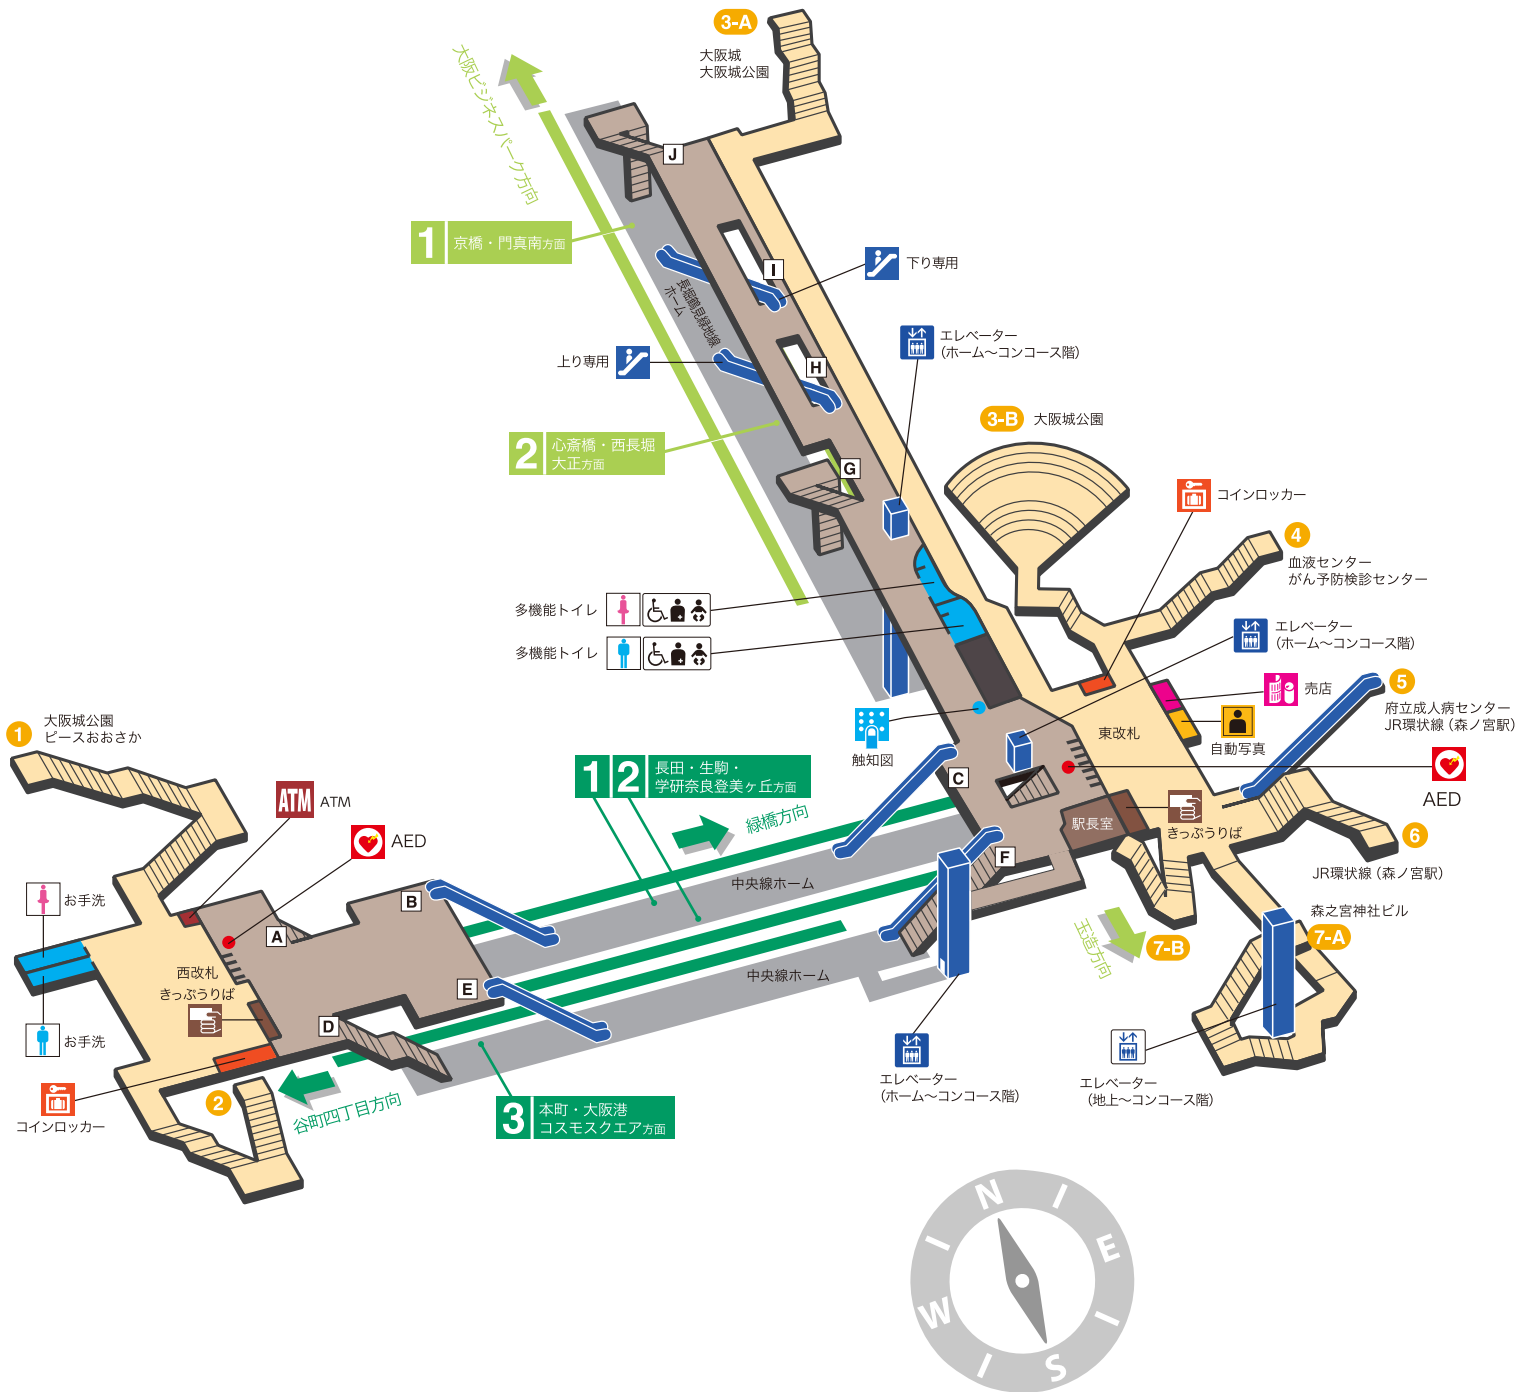 3-A
大阪城
大阪城公園
大阪ビジネスパーク方向
J
1
京橋・門真南方面
I
下り専用
長堀鶴見緑地線
ホーム
エレベーター
(ホーム〜コンコース階)
上り専用
H
3-B
大阪城公園
2
心斎橋・西長堀
大正方面
G
コインロッカー
4
血液センター
がん予防検診センター
多機能トイレ
エレベーター
(ホーム〜コンコース階)
多機能トイレ
売店
5
府立成人病センター
JR環状線(森ノ宮駅)
1
大阪城公園
ピースおおさか
触知図
東改札
自動写真
1
2
長田・生駒・
学研奈良登美ヶ丘方面
C
AED
ATM
ATM
緑橋方向
駅長室
きっぷうりば
6
JR環状線(森ノ宮駅)
AED
F
中央線ホーム
お手洗
B
A
森之宮神社ビル
7-A
7-B
玉造方向
西改札
きっぷうりば
中央線ホーム
E
D
お手洗
エレベーター
(ホーム〜コンコース階)
エレベーター
(地上〜コンコース階)
コインロッカー
2
谷町四丁目方向
3
本町・大阪港
コスモスクエア方面
N
E
W
S